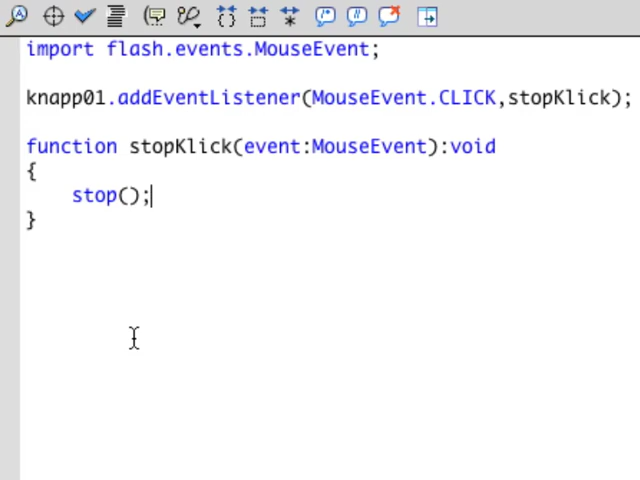 import flash.events.MouseEvent;
knapp01.addEventListener(MouseEvent.CLICK,stopKlick);
function stopKlick(event:MouseEvent):void
{
stop();
}